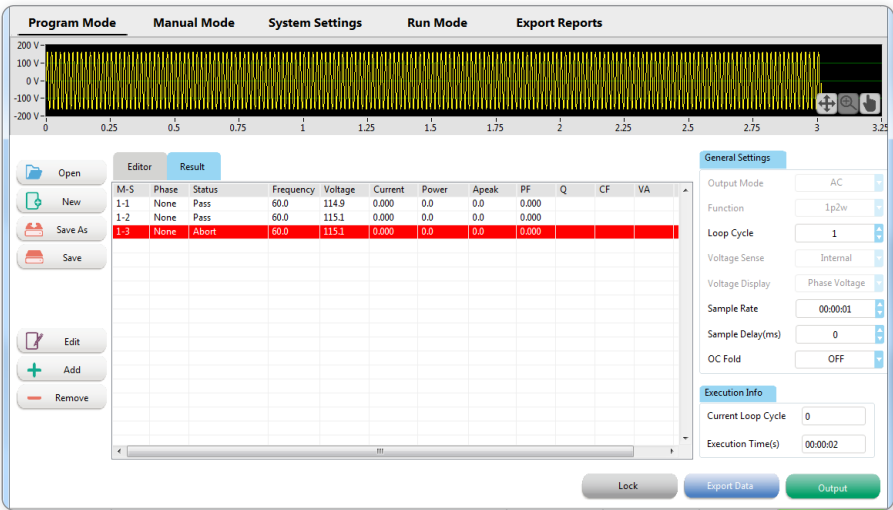 Program Mode Manual Mode System Settings Run Mode Export Reports
200 V
100 V
0 V
-100 V
-200 V
0 0.25 0.5 0.75 1 1.25 1.5 1.75 2 2.25 2.5 2.75 3 3.25
Open
New
Save As
Save
Edit
Add
Remove
Editor Result
M-S Phase Status Frequency Voltage Current Power Apeak PF Q CF VA
1-1 None Pass 60.0 114.9 0.000 0.0 0.0 0.000
1-2 None Pass 60.0 115.1 0.000 0.0 0.0 0.000
1-3 None Abort 60.0 115.1 0.000 0.0 0.0 0.000
General Settings
Output Mode AC
Function 1p2w
Loop Cycle 1
Voltage Sense Internal
Voltage Display Phase Voltage
Sample Rate 00:00:01
Sample Delay(ms) 0
OC Fold OFF
Execution Info
Current Loop Cycle 0
Execution Time(s) 00:00:02
Lock Export Data Output